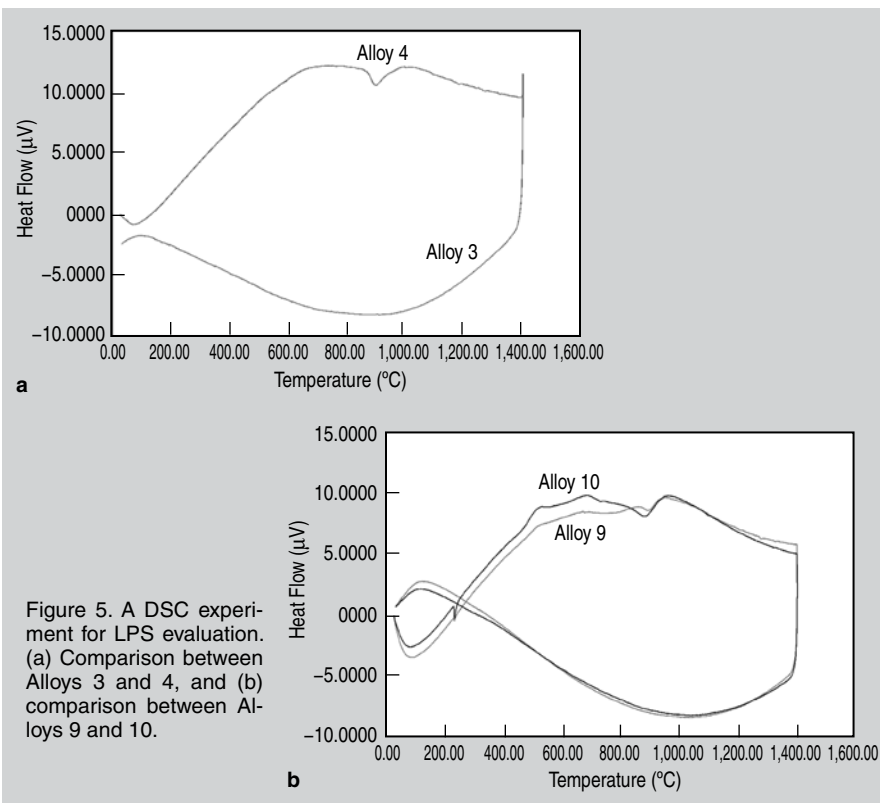 15.0000
10.0000
5.0000
0000
−5.0000
−10.0000
Heat Flow (µV)
Alloy 4
Alloy 3
0.00 200.00 400.00 600.00 800.00 1,000.00 1,200.00 1,400.00 1,600.00
Temperature (ºC)
a
15.0000
10.0000
5.0000
0000
−5.0000
−10.0000
Heat Flow (µV)
Alloy 10
Alloy 9
0.00 200.00 400.00 600.00 800.00 1,000.00 1,200.00 1,400.00 1,600.00
Temperature (ºC)
b
Figure 5. A DSC experi-
ment for LPS evaluation.
(a) Comparison between
Alloys 3 and 4, and (b)
comparison between Al-
loys 9 and 10.